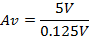 Av = 5V / 0.125V